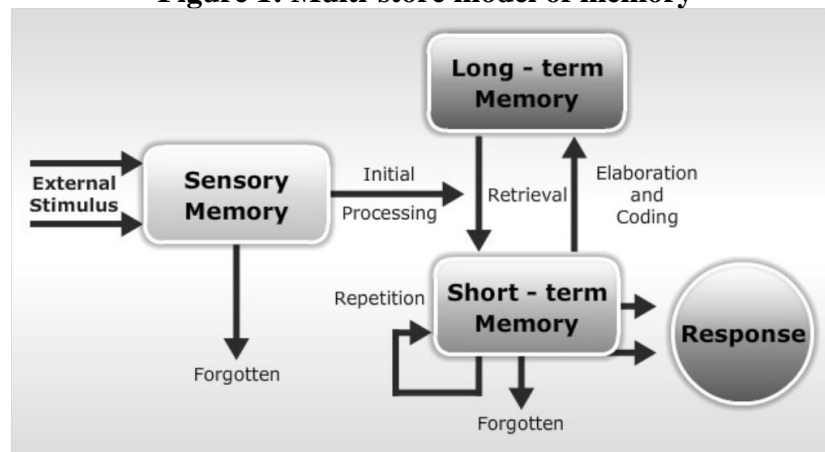 Figure 1: Multi-store model of memory
Long - term
Memory
External
Stimulus
Sensory
Memory
Initial
Processing
Retrieval
Elaboration
and
Coding
Repetition
Short - term
Memory
Response
Forgotten
Forgotten